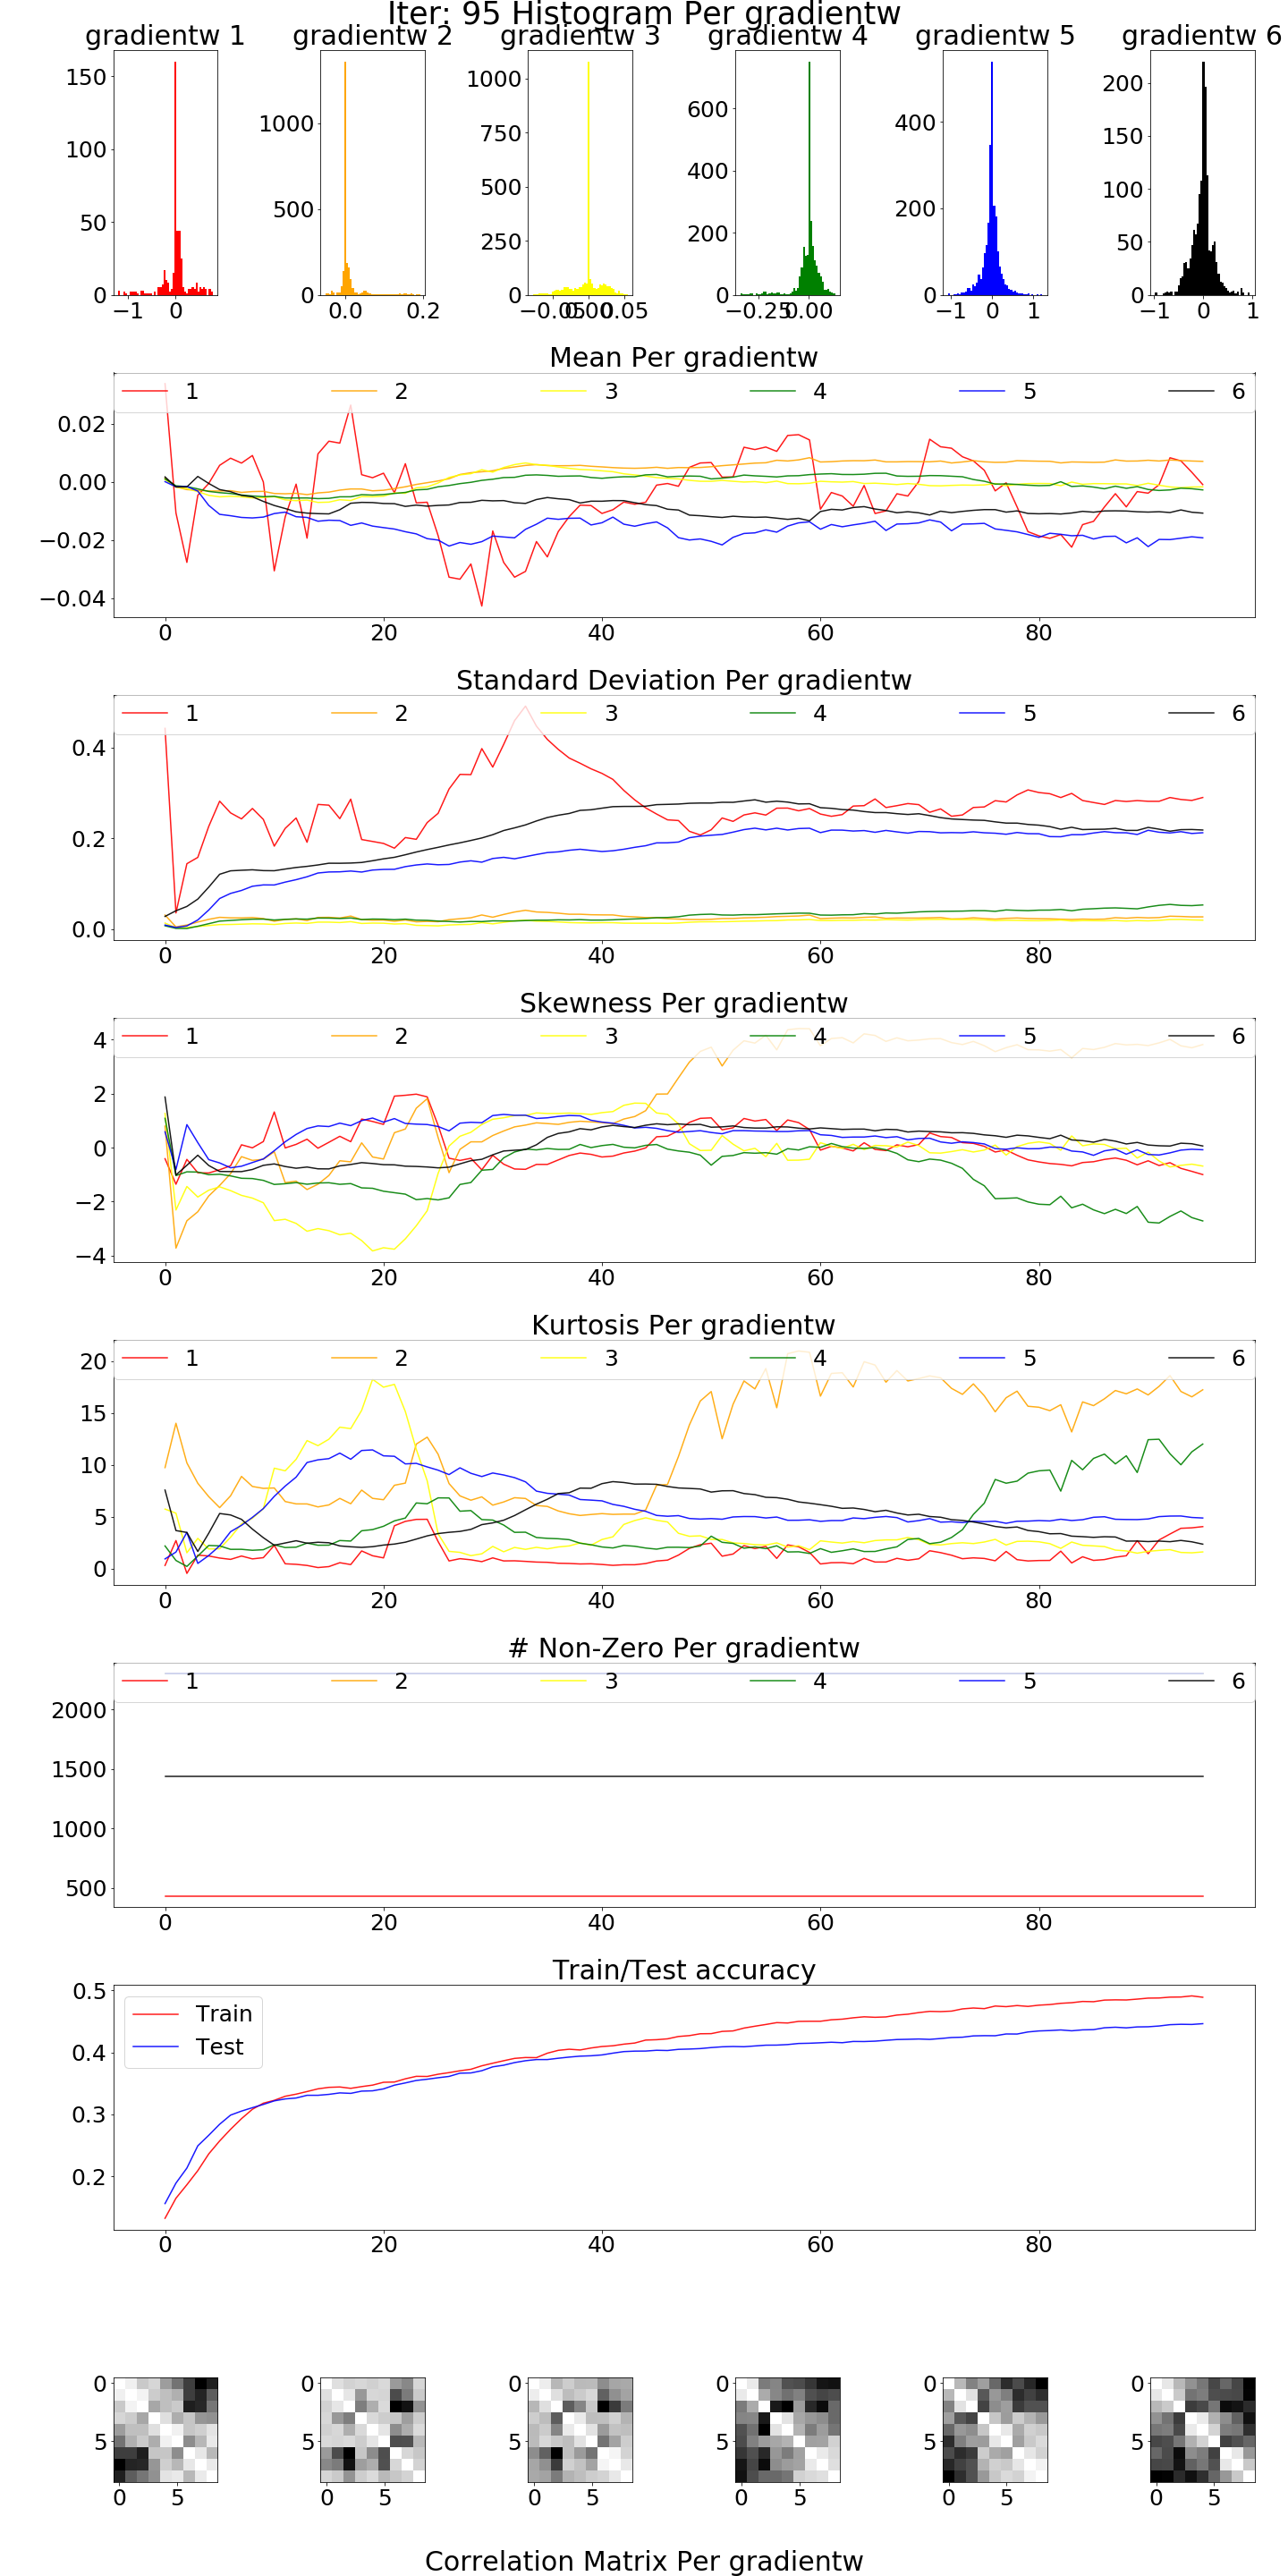 Iter: 95 Histogram Per gradientw
gradientw 1 gradientw 2 gradientw 3 gradientw 4 gradientw 5 gradientw 6
150
100
50
0
−1 0
1000
500
0
0.0 0.2
1000
750
500
250
0
−0.05 0.00 0.05
600
400
200
0
−0.25 0.00
400
200
0
−1 0 1
200
150
100
50
0
−1 0 1
Mean Per gradientw
1 2 3 4 5 6
0.02
0.00
−0.02
−0.04
0 20 40 60 80
Standard Deviation Per gradientw
1 2 3 4 5 6
0.4
0.2
0.0
0 20 40 60 80
Skewness Per gradientw
1 2 3 4 5 6
4
2
0
−2
−4
0 20 40 60 80
Kurtosis Per gradientw
1 2 3 4 5 6
20
15
10
5
0
0 20 40 60 80
# Non-Zero Per gradientw
1 2 3 4 5 6
2000
1500
1000
500
0 20 40 60 80
Train/Test accuracy
Train
Test
0.5
0.4
0.3
0.2
0 20 40 60 80
0 0 0 0 0 0
5 5 5 5 5 5
0 5 0 5 0 5 0 5 0 5 0 5
Correlation Matrix Per gradientw